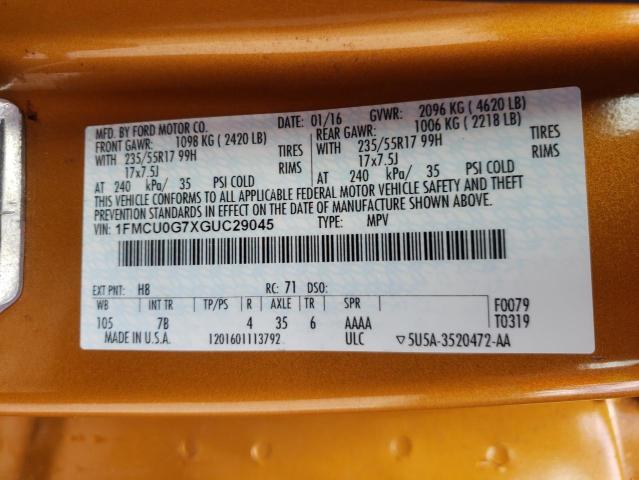 MFD. BY FORD MOTOR CO. DATE: 01/16 GVWR: 2096 KG ( 4620 LB)
FRONT GAWR: 1098 KG ( 2420 LB) REAR GAWR: 1006 KG ( 2218 LB)
WITH 235/55R17 99H TIRES WITH 235/55R17 99H TIRES
17x7.5J RIMS 17x7.5J RIMS
AT 240 kPa/ 35 PSI COLD AT 240 kPa/ 35 PSI COLD
THIS VEHICLE CONFORMS TO ALL APPLICABLE FEDERAL MOTOR VEHICLE SAFETY AND THEFT
PREVENTION STANDARDS IN EFFECT ON THE DATE OF MANUFACTURE SHOWN ABOVE.
VIN: 1FMCU0G7XGUC29045 TYPE: MPV
EXT PNT: H8 RC: 71 DSO:
WB INT TR TP/PS R AXLE TR SPR F0079
105 7B 4 35 6 AAAA T0319
MADE IN U.S.A. 1201601113792 ULC ▽5U5A-3520472-AA